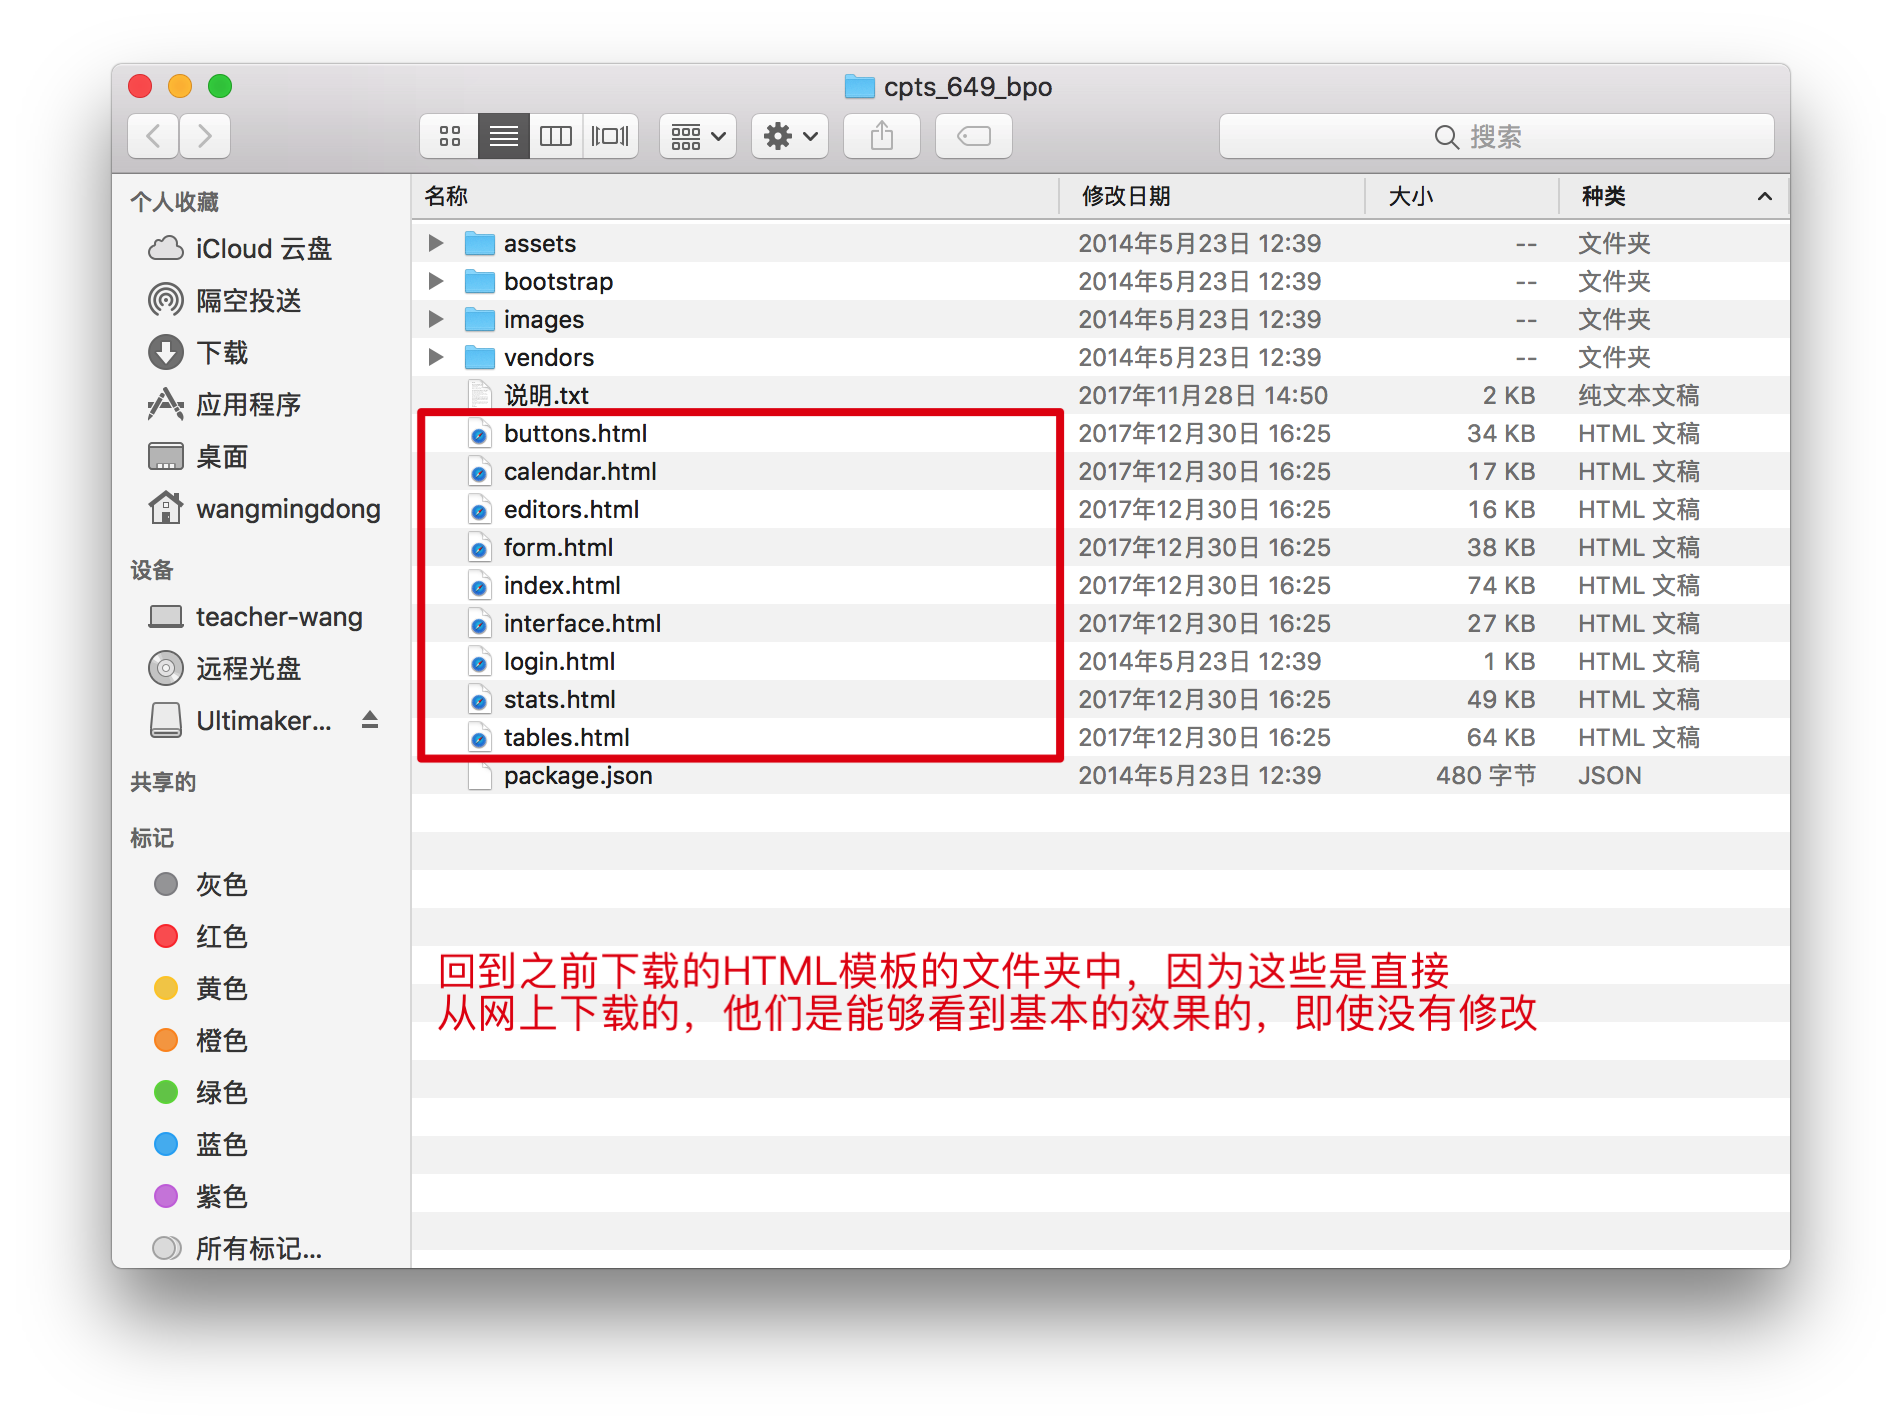 cpts_649_bpo
搜索
个人收藏
iCloud 云盘
隔空投送
下载
应用程序
桌面
wangmingdong
设备
teacher-wang
远程光盘
Ultimaker...
共享的
标记
灰色
红色
黄色
橙色
绿色
蓝色
紫色
所有标记...
名称 修改日期 大小 种类
assets 2014年5月23日 12:39 -- 文件夹
bootstrap 2014年5月23日 12:39 -- 文件夹
images 2014年5月23日 12:39 -- 文件夹
vendors 2014年5月23日 12:39 -- 文件夹
说明.txt 2017年11月28日 14:50 2 KB 纯文本文稿
buttons.html 2017年12月30日 16:25 34 KB HTML 文稿
calendar.html 2017年12月30日 16:25 17 KB HTML 文稿
editors.html 2017年12月30日 16:25 16 KB HTML 文稿
form.html 2017年12月30日 16:25 38 KB HTML 文稿
index.html 2017年12月30日 16:25 74 KB HTML 文稿
interface.html 2017年12月30日 16:25 27 KB HTML 文稿
login.html 2014年5月23日 12:39 1 KB HTML 文稿
stats.html 2017年12月30日 16:25 49 KB HTML 文稿
tables.html 2017年12月30日 16:25 64 KB HTML 文稿
package.json 2014年5月23日 12:39 480 字节 JSON
回到之前下载的HTML模板的文件夹中，因为这些是直接
从网上下载的，他们是能够看到基本的效果的，即使没有修改